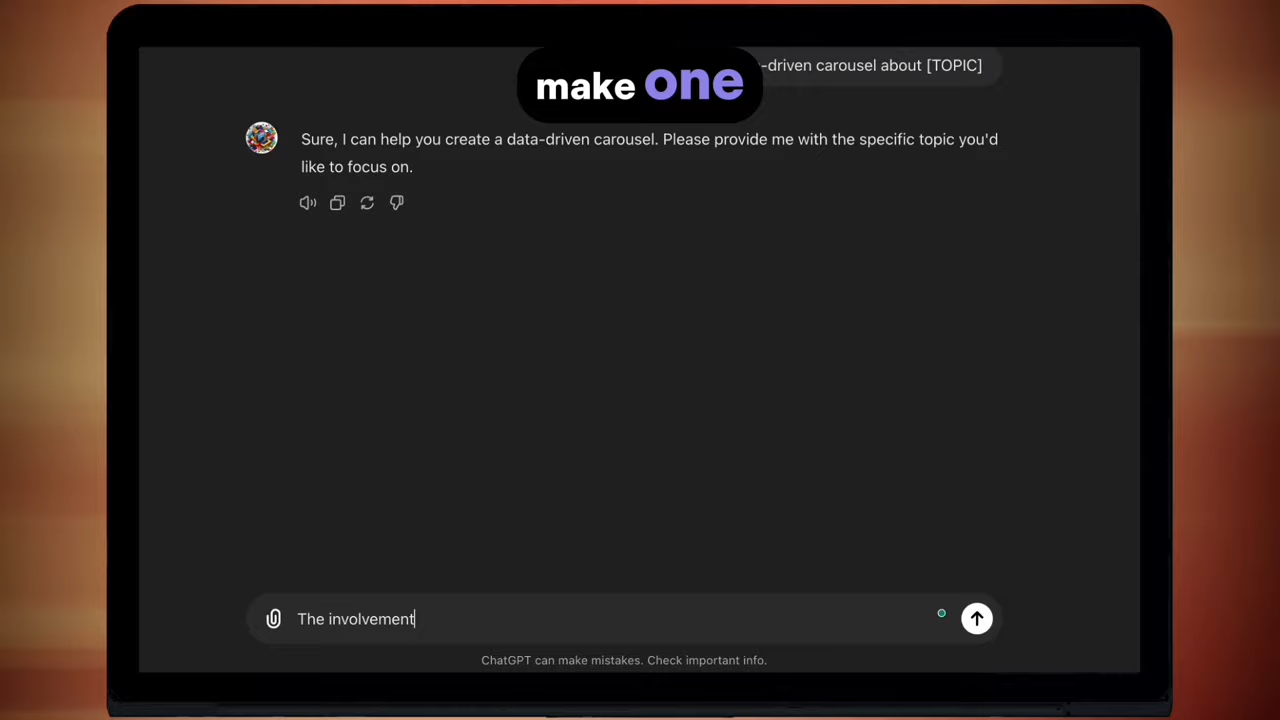 make one
-driven carousel about [TOPIC]
Sure, I can help you create a data-driven carousel. Please provide me with the specific topic you'd
like to focus on.
The involvement
ChatGPT can make mistakes. Check important info.